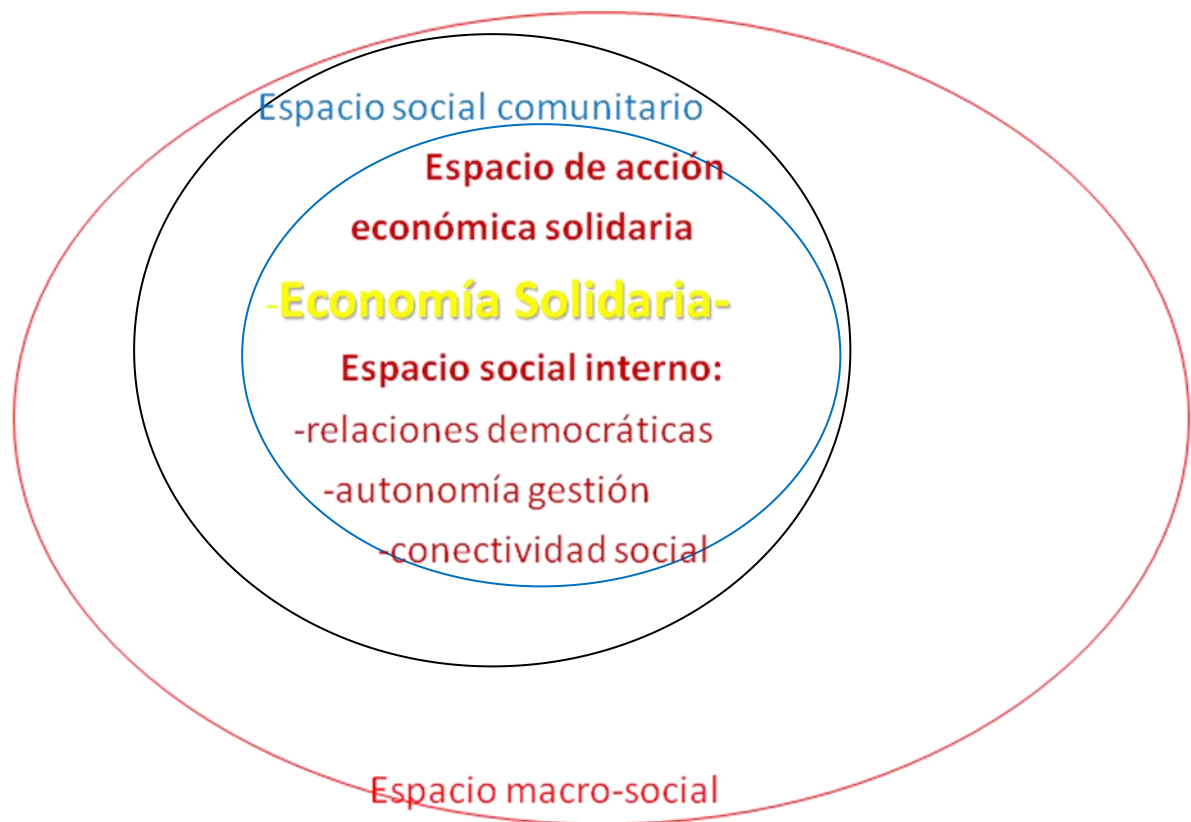 Espacio social comunitario
Espacio de acción
económica solidaria
-Economía Solidaria-
Espacio social interno:
-relaciones democráticas
-autonomía gestión
-conectividad social
Espacio macro-social